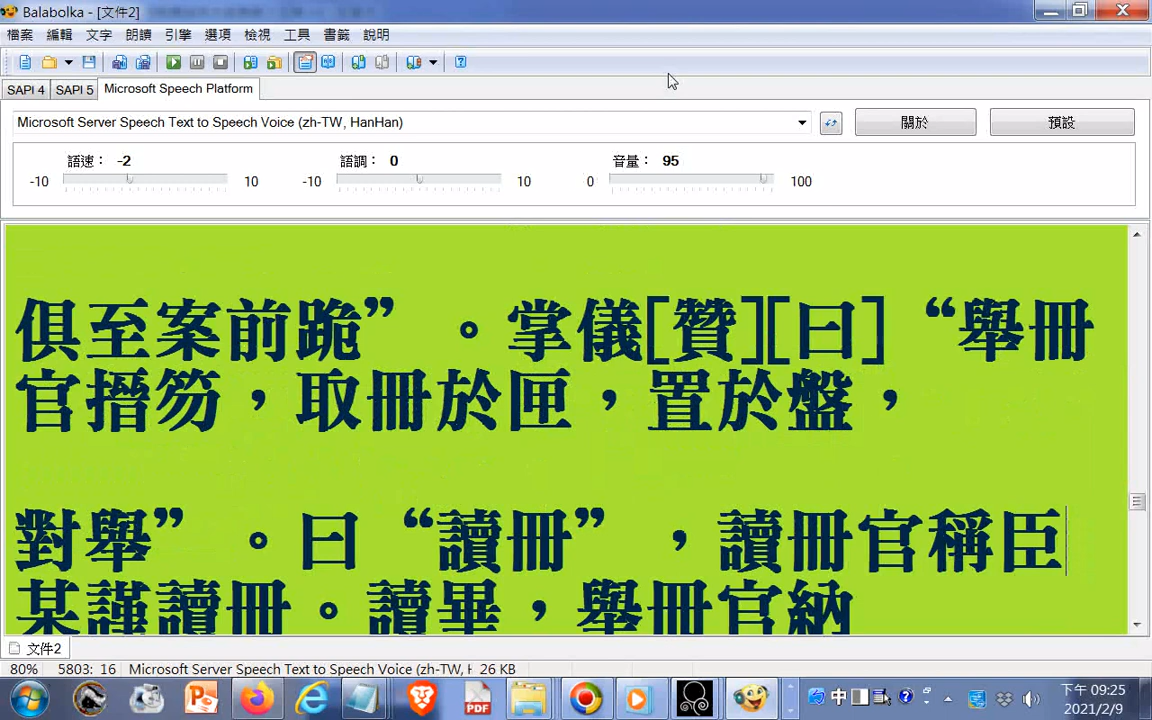 Balabolka - [文件2]
檔案 編輯 文字 朗讀 引擎 選項 檢視 工具 書籤 說明
SAPI 4 SAPI 5 Microsoft Speech Platform
Microsoft Server Speech Text to Speech Voice (zh-TW, HanHan) 關於 預設
語速： -2 語調： 0 音量： 95
-10 10 -10 10 0 100
俱至案前跪”。掌儀[贊][曰]“舉冊
官搢笏，取冊於匣，置於盤，
對舉”。曰“讀冊”，讀冊官稱臣
某謹讀冊。讀畢，舉冊官納
文件2
80% 5803: 16 Microsoft Server Speech Text to Speech Voice (zh-TW, H 26 KB
中 下午 09:25
2021/2/9